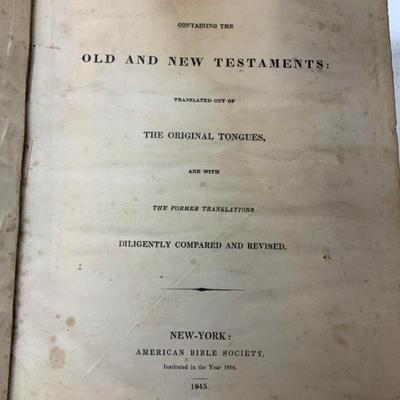 CONTAINING THE
OLD AND NEW TESTAMENTS:
TRANSLATED OUT OF
THE ORIGINAL TONGUES,
AND WITH
THE FORMER TRANSLATIONS
DILIGENTLY COMPARED AND REVISED.
NEW-YORK:
AMERICAN BIBLE SOCIETY,
Instituted in the Year 1816.
1845.